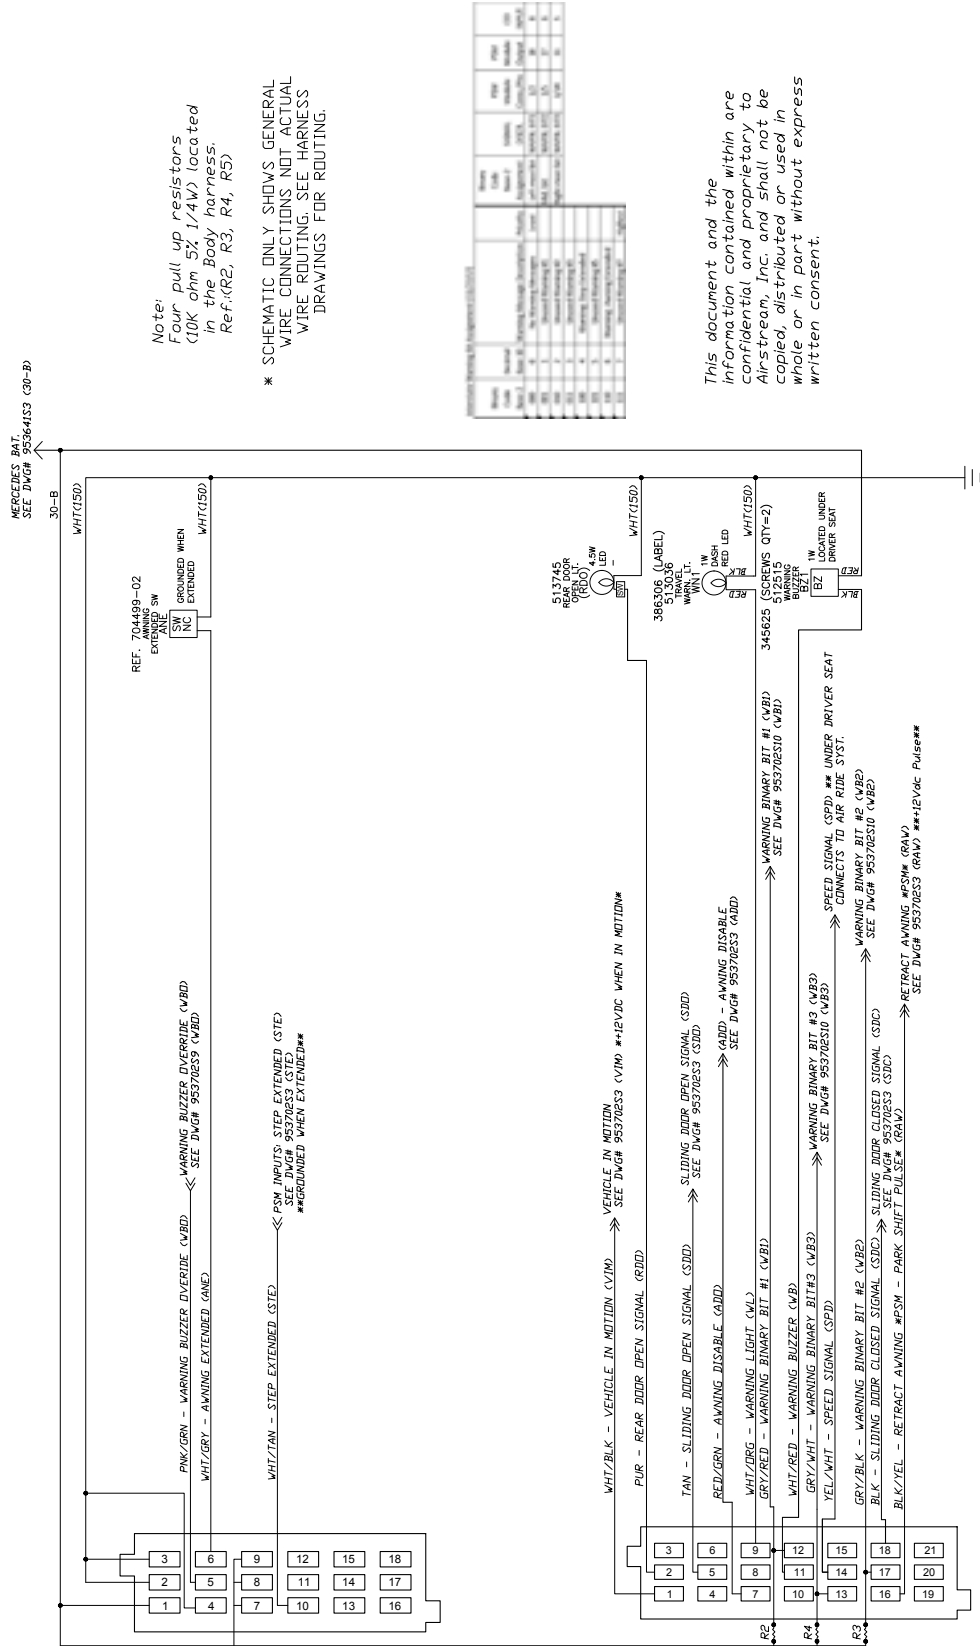 MERCEDES BAT.
SEE DWG# 953641S3 (30-B)
30-B
WHT(150)
Note:
Four pull up resistors
(10K ohm 5% 1/4W) located
in the Body harness.
Ref.:(R2, R3, R4, R5)
* SCHEMATIC ONLY SHOWS GENERAL
WIRE CONNECTIONS NOT ACTUAL
WIRE ROUTING. SEE HARNESS
DRAWINGS FOR ROUTING.
This document and the
information contained within are
confidential and proprietary to
Airstream, Inc. and shall not be
copied, distributed or used in
whole or in part without express
written consent.
REF. 704499-02
AWNING
EXTENDED SW
ANE
SW
NC
GROUNDED WHEN
EXTENDED
WHT(150)
513745
REAR DOOR
OPEN LT.
(RDO)
4.5W
LED
SW
WHT(150)
386306 (LABEL)
513036
TRAVEL
WARN. LT.
WN1
1W
DASH
RED LED
RED
BLK
WHT(150)
345625 (SCREWS QTY=2)
512515
WARNING
BUZZER
BZ1
BZ
1W
LOCATED UNDER
DRIVER SEAT
BLK
RED
PNK/GRN - WARNING BUZZER OVERIDE (WBO)
WARNING BUZZER OVERRIDE (WBO)
SEE DWG# 953702S9 (WBO)
WHT/GRY - AWNING EXTENDED (ANE)
WHT/TAN - STEP EXTENDED (STE)
PSM INPUTS: STEP EXTENDED (STE)
SEE DWG# 953702S3 (STE)
**GROUNDED WHEN EXTENDED**
WHT/BLK - VEHICLE IN MOTION (VIM)
VEHICLE IN MOTION
SEE DWG# 953702S3 (VIM) *+12VDC WHEN IN MOTION*
PUR - REAR DOOR OPEN SIGNAL (RDO)
TAN - SLIDING DOOR OPEN SIGNAL (SDO)
SLIDING DOOR OPEN SIGNAL (SDO)
SEE DWG# 953702S3 (SDO)
RED/GRN - AWNING DISABLE (ADO)
(ADO) - AWNING DISABLE
SEE DWG# 953702S3 (ADO)
WHT/ORG - WARNING LIGHT (WL)
GRY/RED - WARNING BINARY BIT #1 (WB1)
WARNING BINARY BIT #1 (WB1)
SEE DWG# 953702S10 (WB1)
WHT/RED - WARNING BUZZER (WB)
GRY/WHT - WARNING BINARY BIT#3 (WB3)
WARNING BINARY BIT #3 (WB3)
SEE DWG# 953702S10 (WB3)
YEL/WHT - SPEED SIGNAL (SPD)
SPEED SIGNAL (SPD) ** UNDER DRIVER SEAT
CONNECTS TO AIR RIDE SYST.
GRY/BLK - WARNING BINARY BIT #2 (WB2)
WARNING BINARY BIT #2 (WB2)
SEE DWG# 953702S10 (WB2)
BLK - SLIDING DOOR CLOSED SIGNAL (SDC)
SLIDING DOOR CLOSED SIGNAL (SDC)
SEE DWG# 953702S3 (SDC)
BLK/YEL - RETRACT AWNING *PSM - PARK SHIFT PULSE* (RAW)
RETRACT AWNING *PSM* (RAW)
SEE DWG# 953702S3 (RAW) **+12Vdc Pulse**
3 6 9 12 15 18
2 5 8 11 14 17
1 4 7 10 13 16
3 6 9 12 15 18 21
2 5 8 11 14 17 20
1 4 7 10 13 16 19
R2
R4
R3